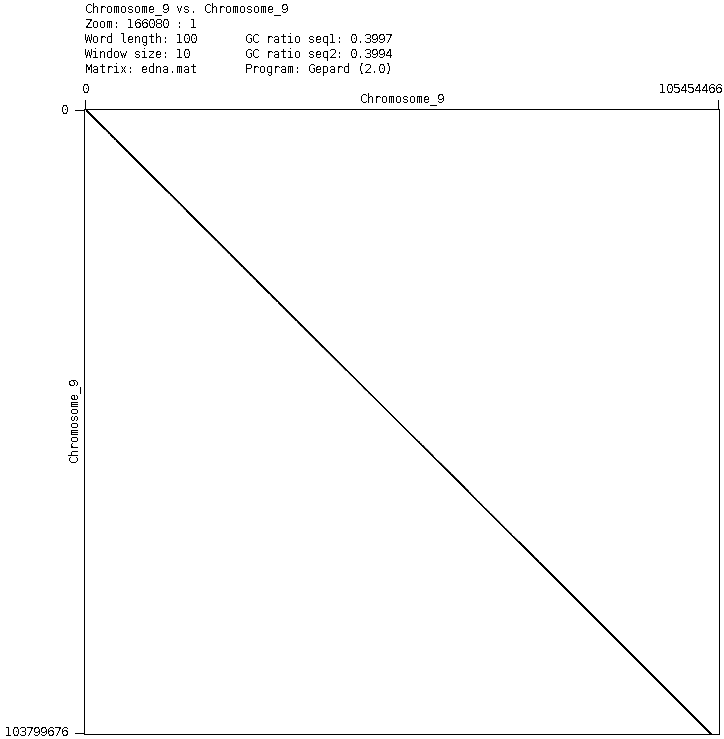 Chromosome_9 vs. Chromosome_9
Zoom: 166080 : 1
Word length: 100 GC ratio seq1: 0.3997
Window size: 10 GC ratio seq2: 0.3994
Matrix: edna.mat Program: Gepard (2.0)
0 105454466
Chromosome_9
0
Chromosome_9
103799676